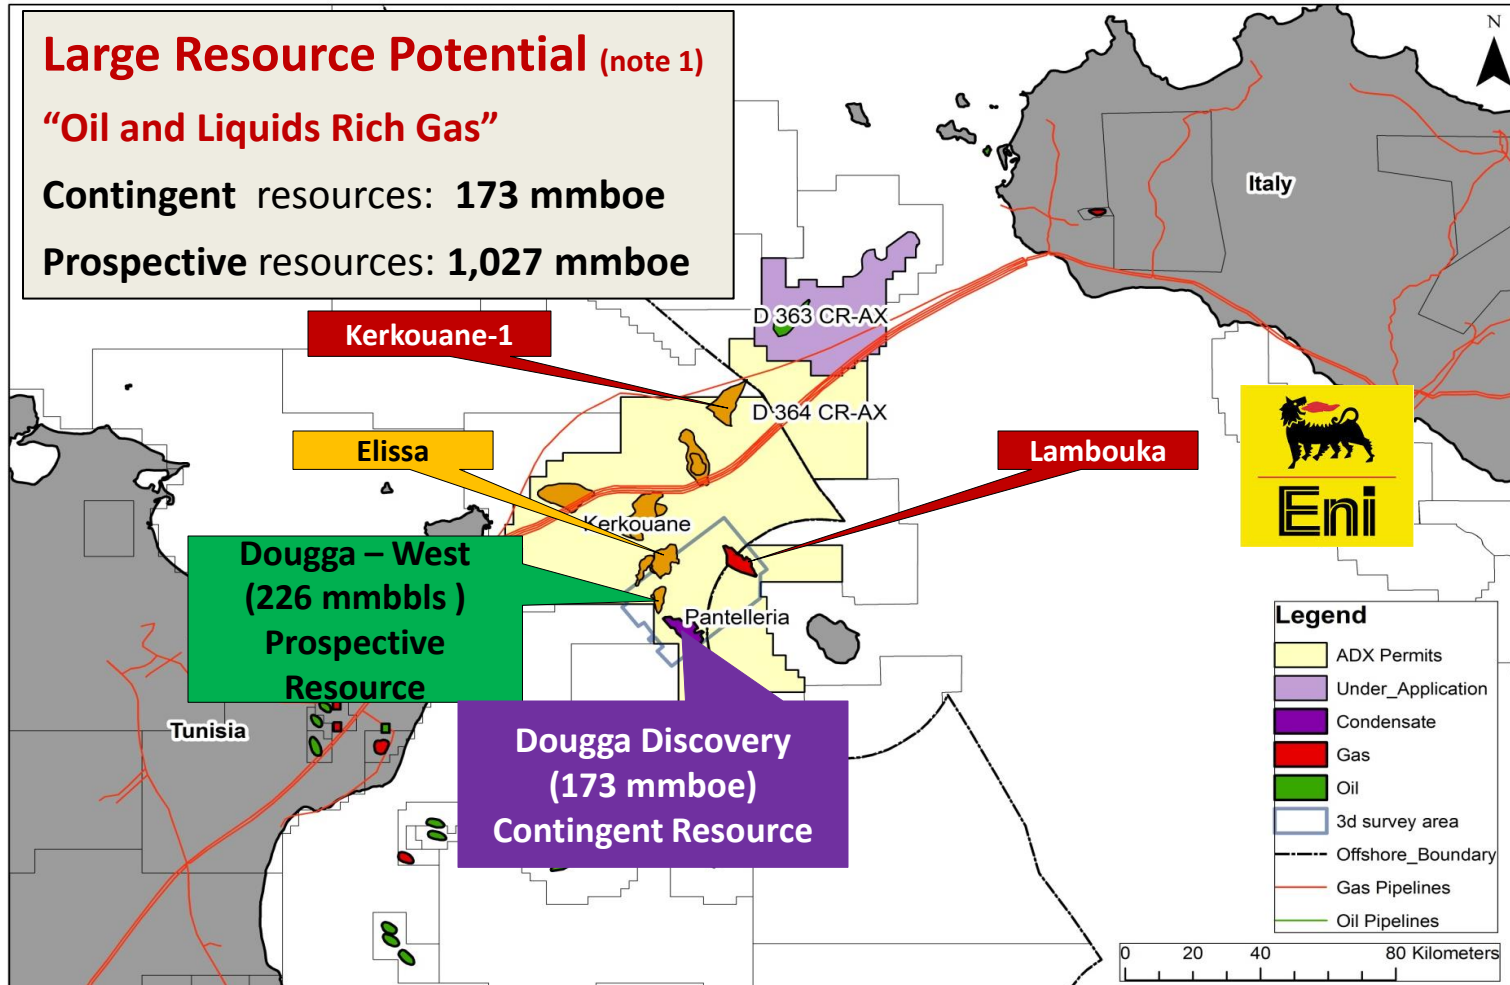 Large Resource Potential (note 1)
“Oil and Liquids Rich Gas”
Contingent resources: 173 mmboe
Prospective resources: 1,027 mmboe
N
Italy
D 363 CR-AX
Kerkouane-1
D 364 CR-AX
Elissa
Lambouka
Eni
Kerkouane
Dougga – West
(226 mmbbls )
Prospective
Resource
Pantelleria
Tunisia
Dougga Discovery
(173 mmboe)
Contingent Resource
Legend
ADX Permits
Under_Application
Condensate
Gas
Oil
3d survey area
Offshore_Boundary
Gas Pipelines
Oil Pipelines
0 20 40 80 Kilometers